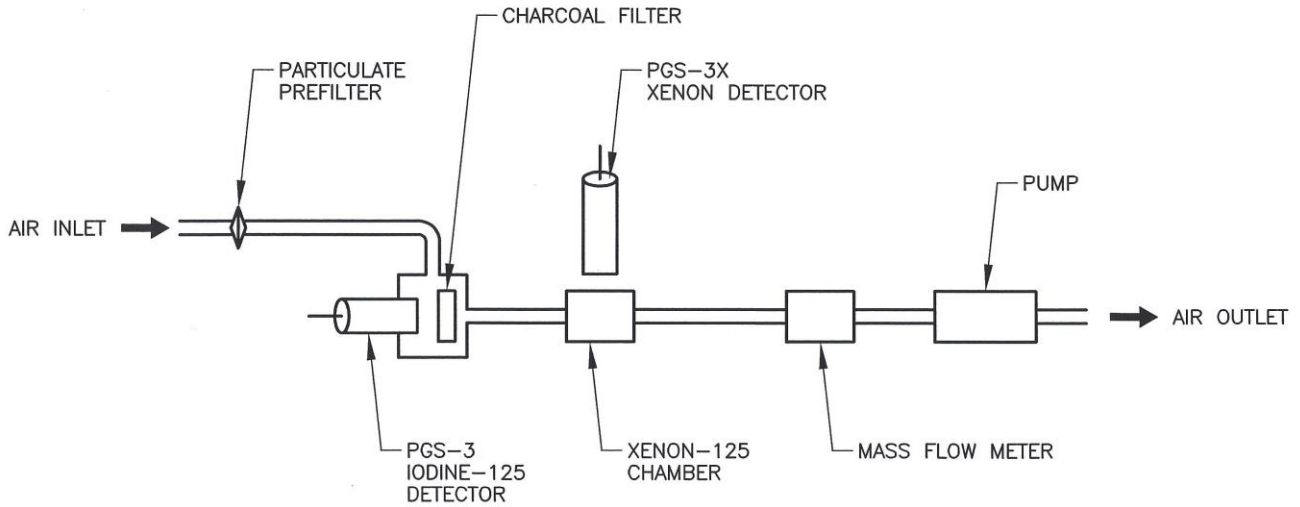 CHARCOAL FILTER
PARTICULATE
PREFILTER
PGS-3X
XENON DETECTOR
PUMP
AIR INLET
AIR OUTLET
PGS-3
IODINE-125
DETECTOR
XENON-125
CHAMBER
MASS FLOW METER